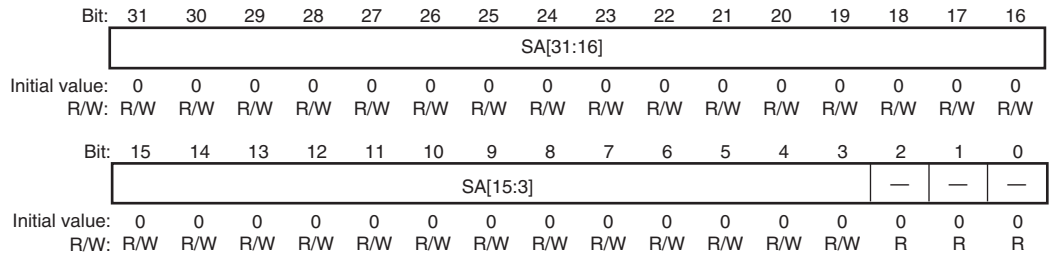 Bit: 31 30 29 28 27 26 25 24 23 22 21 20 19 18 17 16
SA[31:16]
Initial value: 0 0 0 0 0 0 0 0 0 0 0 0 0 0 0 0
R/W: R/W R/W R/W R/W R/W R/W R/W R/W R/W R/W R/W R/W R/W R/W R/W R/W
Bit: 15 14 13 12 11 10 9 8 7 6 5 4 3 2 1 0
SA[15:3] — — —
Initial value: 0 0 0 0 0 0 0 0 0 0 0 0 0 0 0 0
R/W: R/W R/W R/W R/W R/W R/W R/W R/W R/W R/W R/W R/W R/W R R R